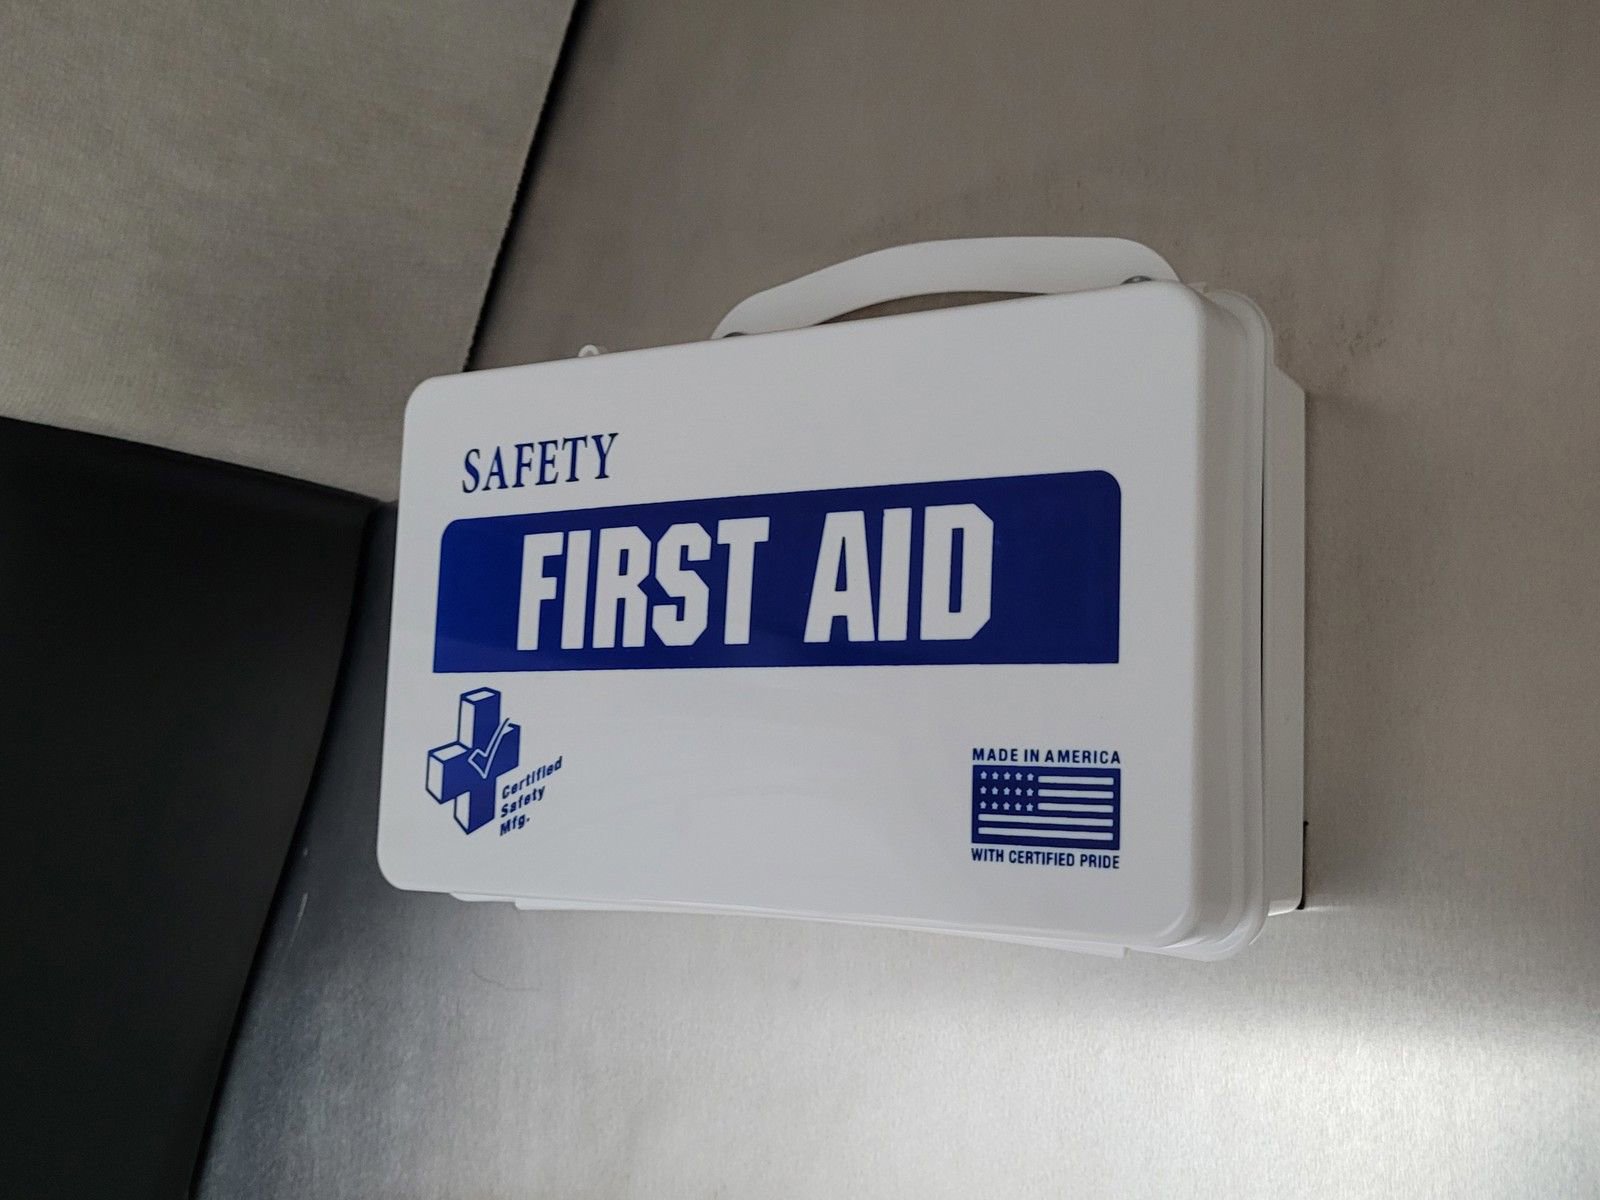 SAFETY
FIRST AID
Certified
Safety
Mfg.
MADE IN AMERICA
WITH CERTIFIED PRIDE